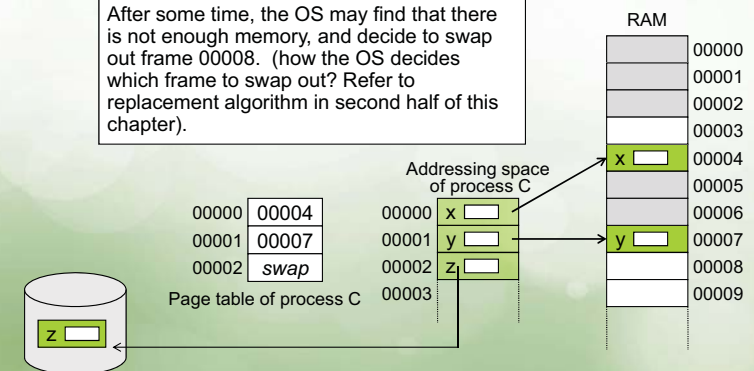 After some time, the OS may find that there
is not enough memory, and decide to swap
out frame 00008.  (how the OS decides
which frame to swap out? Refer to
replacement algorithm in second half of this
chapter).
RAM
00000
00001
00002
00003
x 00004
00005
00006
y 00007
00008
00009
Addressing space
of process C
00000 x
00001 y
00002 z
00003
00000 00004
00001 00007
00002 swap
Page table of process C
z